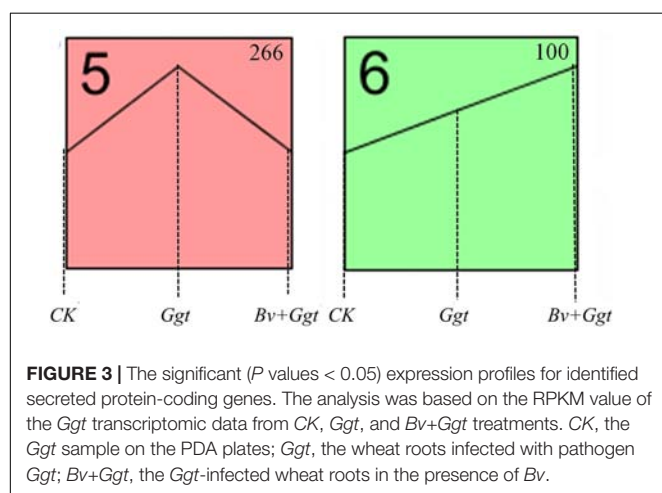 5 266 6 100
CK Ggt Bv+Ggt CK Ggt Bv+Ggt
FIGURE 3 | The significant (P values < 0.05) expression profiles for identified
secreted protein-coding genes. The analysis was based on the RPKM value of
the Ggt transcriptomic data from CK, Ggt, and Bv+Ggt treatments. CK, the
Ggt sample on the PDA plates; Ggt, the wheat roots infected with pathogen
Ggt; Bv+Ggt, the Ggt-infected wheat roots in the presence of Bv.